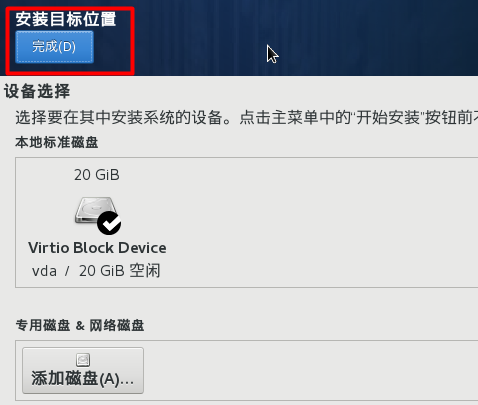 安装目标位置
完成(D)
设备选择
选择要在其中安装系统的设备。点击主菜单中的“开始安装”按钮前
本地标准磁盘
20 GiB
Virtio Block Device
vda / 20 GiB 空闲
专用磁盘 & 网络磁盘
添加磁盘(A)...